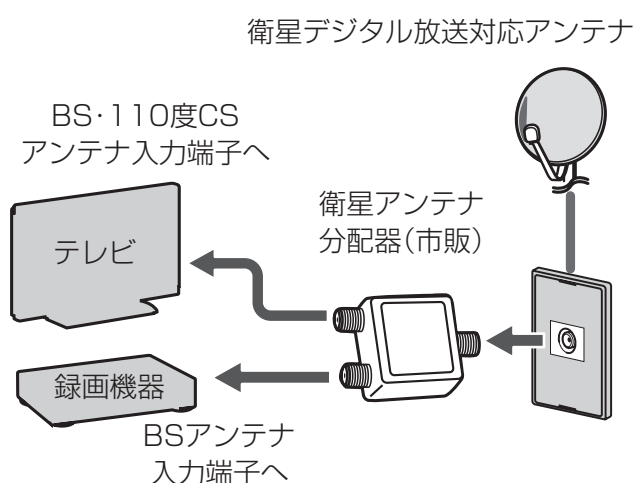 衛星デジタル放送対応アンテナ
BS･110度CS
アンテナ入力端子へ
衛星アンテナ
分配器(市販)
テレビ
録画機器
BSアンテナ
入力端子へ